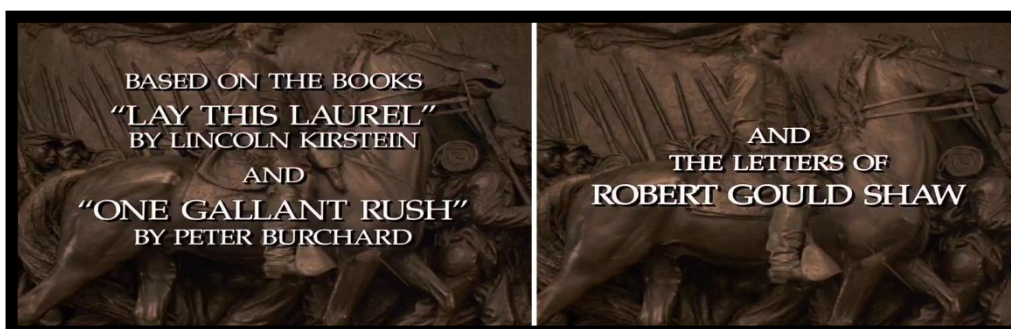 BASED ON THE BOOKS
“LAY THIS LAUREL”
BY LINCOLN KIRSTEIN
AND
“ONE GALLANT RUSH”
BY PETER BURCHARD
AND
THE LETTERS OF
ROBERT GOULD SHAW